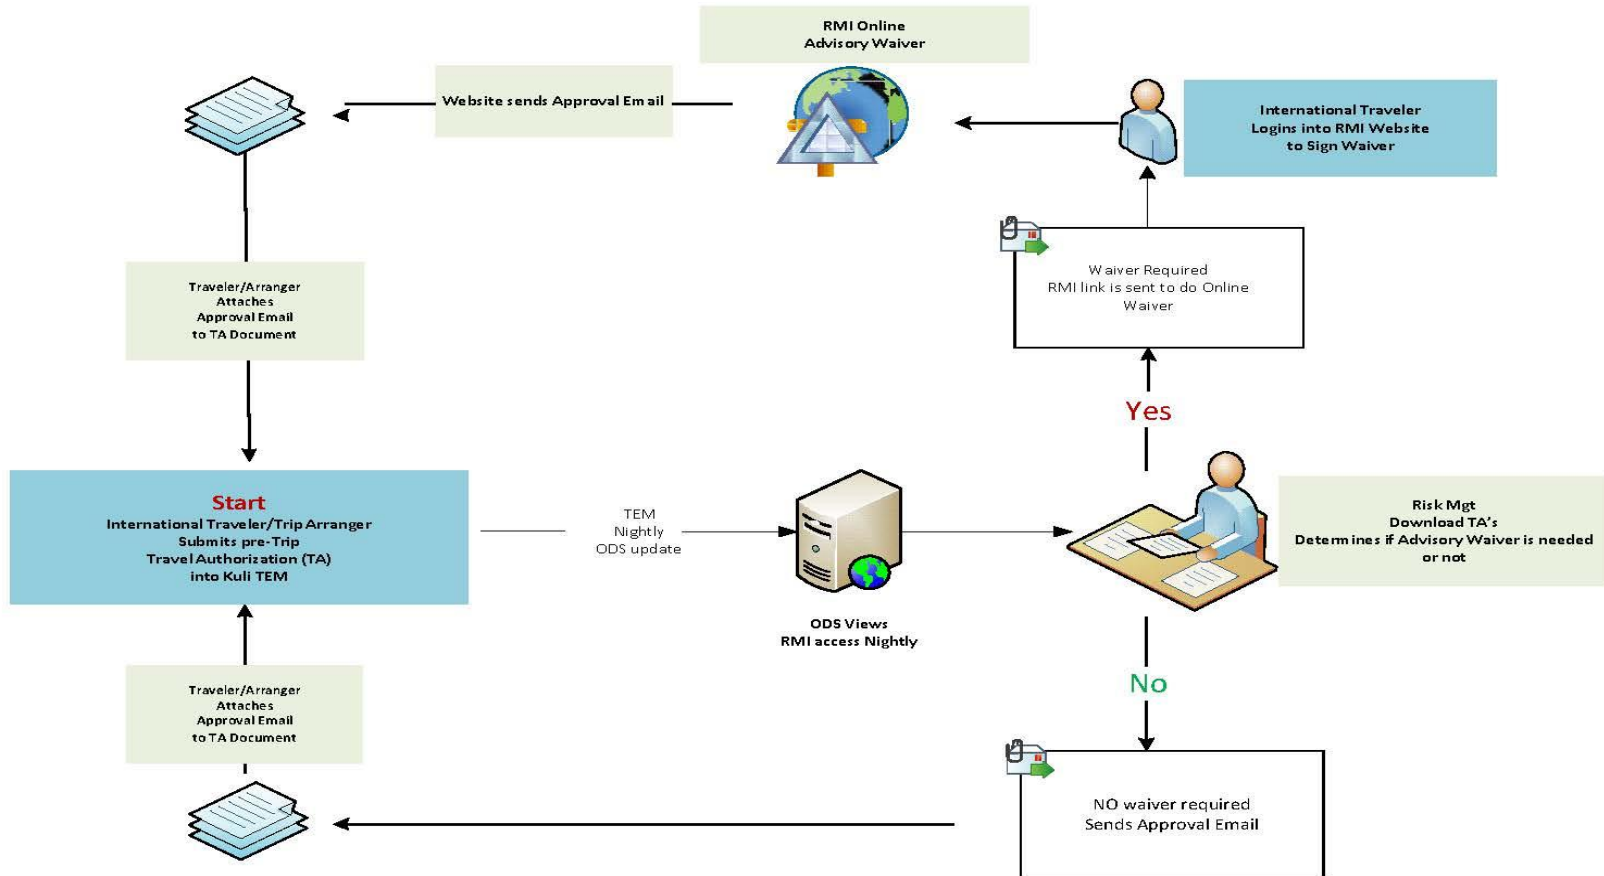 RMI Online
Advisory Waiver
Website sends Approval Email
International Traveler
Logins into RMI Website
to Sign Waiver
Waiver Required
RMI link is sent to do Online
Waiver
Traveler/Arranger
Attaches
Approval Email
to TA Document
Yes
Start
International Traveler/Trip Arranger
Submits pre-Trip
Travel Authorization (TA)
into Kuli TEM
TEM
Nightly
ODS update
ODS Views
RMI access Nightly
Risk Mgt
Download TA's
Determines if Advisory Waiver is needed
or not
No
Traveler/Arranger
Attaches
Approval Email
to TA Document
NO waiver required
Sends Approval Email